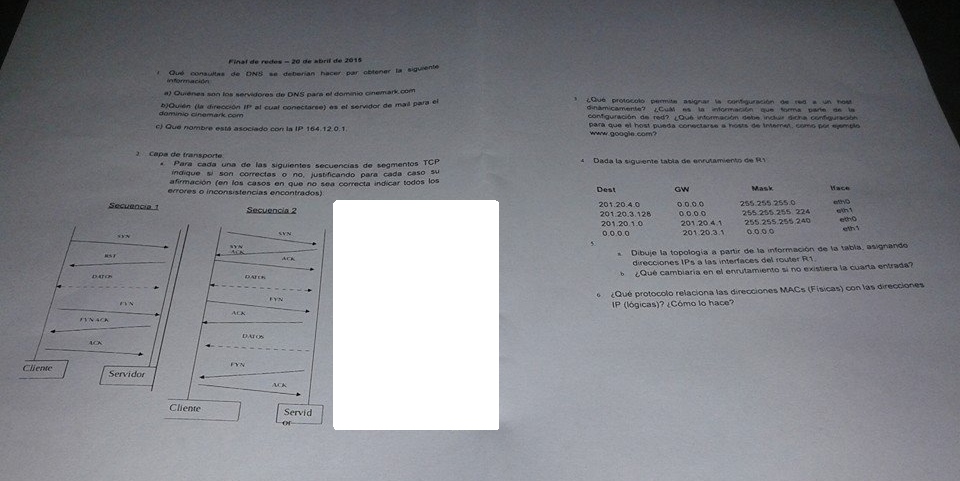 Final de redes – 20 de abril de 2015
1. Qué consultas de DNS se deberían hacer par obtener la siguiente
información:
a) Quiénes son los servidores de DNS para el dominio cinemark.com
b)Quién (la dirección IP al cual conectarse) es el servidor de mail para el
dominio cinemark.com
c) Qué nombre está asociado con la IP 164.12.0.1.
2. Capa de transporte:
a. Para cada una de las siguientes secuencias de segmentos TCP
indique si son correctas o no, justificando para cada caso su
afirmación (en los casos en que no sea correcta indicar todos los
errores o inconsistencias encontrados)
Secuencia 1
SYN
RST
DATOS
FYN
FYN/ACK
ACK
Cliente
Servidor
Secuencia 2
SYN
SYN
ACK
ACK
DATOS
FYN
ACK
DATOS
FYN
ACK
Cliente
Servid
or
3. ¿Qué protocolo permite asignar la configuración de red a un host
dinámicamente? ¿Cuál es la información que forma parte de la
configuración de red? ¿Qué información debe incluir dicha configuración
para que el host pueda conectarse a hosts de Internet, como por ejemplo
www.google.com?
4. Dada la siguiente tabla de enrutamiento de R1:
Dest GW Mask Iface
201.20.4.0 0.0.0.0 255.255.255.0 eth0
201.20.3.128 0.0.0.0 255.255.255. 224 eth1
201.20.1.0 201.20.4.1 255.255.255.240 eth0
0.0.0.0 201.20.3.1 0.0.0.0 eth1
5.
a. Dibuje la topología a partir de la información de la tabla, asignando
direcciones IPs a las interfaces del router R1.
b. ¿Qué cambiaría en el enrutamiento si no existiera la cuarta entrada?
6. ¿Qué protocolo relaciona las direcciones MACs (Físicas) con las direcciones
IP (lógicas)? ¿Cómo lo hace?